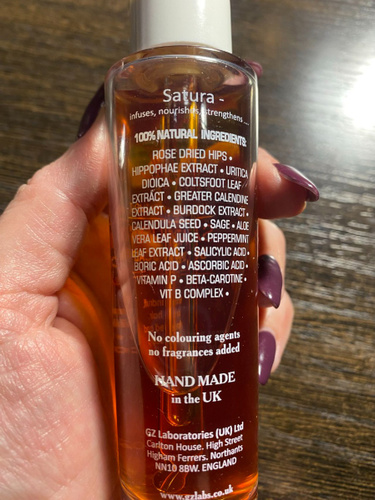 Satura -
infuses, nourishes, strengthens ...
100% NATURAL INGREDIENTS:
ROSE DRIED HIPS •
HIPPOPHAE EXTRACT • URITICA
DIOICA • COLTSFOOT LEAF
EXTRACT • GREATER CALENDINE
EXTRACT • BURDOCK EXTRACT •
CALENDULA SEED • SAGE • ALOE
VERA LEAF JUICE • PEPPERMINT
LEAF EXTRACT • SALICYLIC ACID •
BORIC ACID • ASCORBIC ACID •
VITAMIN P • BETA-CAROTINE •
VIT B COMPLEX •
No colouring agents
no fragrances added
HAND MADE
in the UK
GZ Laboratories (UK) Ltd
Carlton House. High Street
Higham Ferrers. Northants
NN10 8BW. ENGLAND
www.gzlabs.co.uk